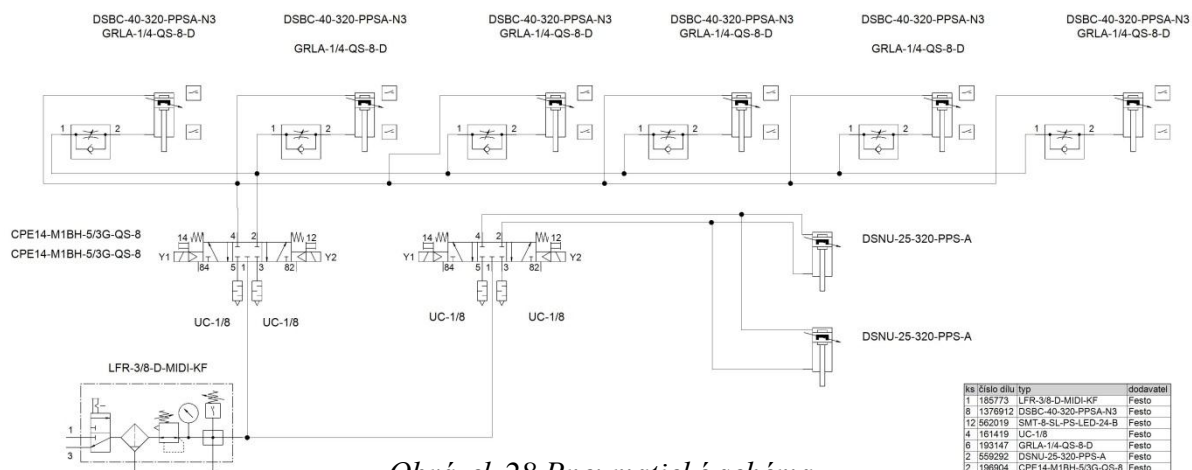 DSBC-40-320-PPSA-N3 DSBC-40-320-PPSA-N3 DSBC-40-320-PPSA-N3 DSBC-40-320-PPSA-N3 DSBC-40-320-PPSA-N3 DSBC-40-320-PPSA-N3
GRLA-1/4-QS-8-D GRLA-1/4-QS-8-D GRLA-1/4-QS-8-D GRLA-1/4-QS-8-D
GRLA-1/4-QS-8-D GRLA-1/4-QS-8-D
1 2 1 2 1 2 1 2 1 2 1 2
CPE14-M1BH-5/3G-QS-8 14 4 2 12 14 4 2 12 DSNU-25-320-PPS-A
CPE14-M1BH-5/3G-QS-8 Y1 Y2 Y1 Y2
84 5 1 3 82 84 5 1 3 82
UC-1/8 UC-1/8 UC-1/8 UC-1/8
DSNU-25-320-PPS-A
LFR-3/8-D-MIDI-KF
1
3
ks číslo dílu typ dodavatel
1 185773 LFR-3/8-D-MIDI-KF Festo
8 1376912 DSBC-40-320-PPSA-N3 Festo
12 562019 SMT-8-SL-PS-LED-24-B Festo
4 161419 UC-1/8 Festo
6 193147 GRLA-1/4-QS-8-D Festo
2 559292 DSNU-25-320-PPS-A Festo
2 196904 CPE14-M1BH-5/3G-QS-8 Festo